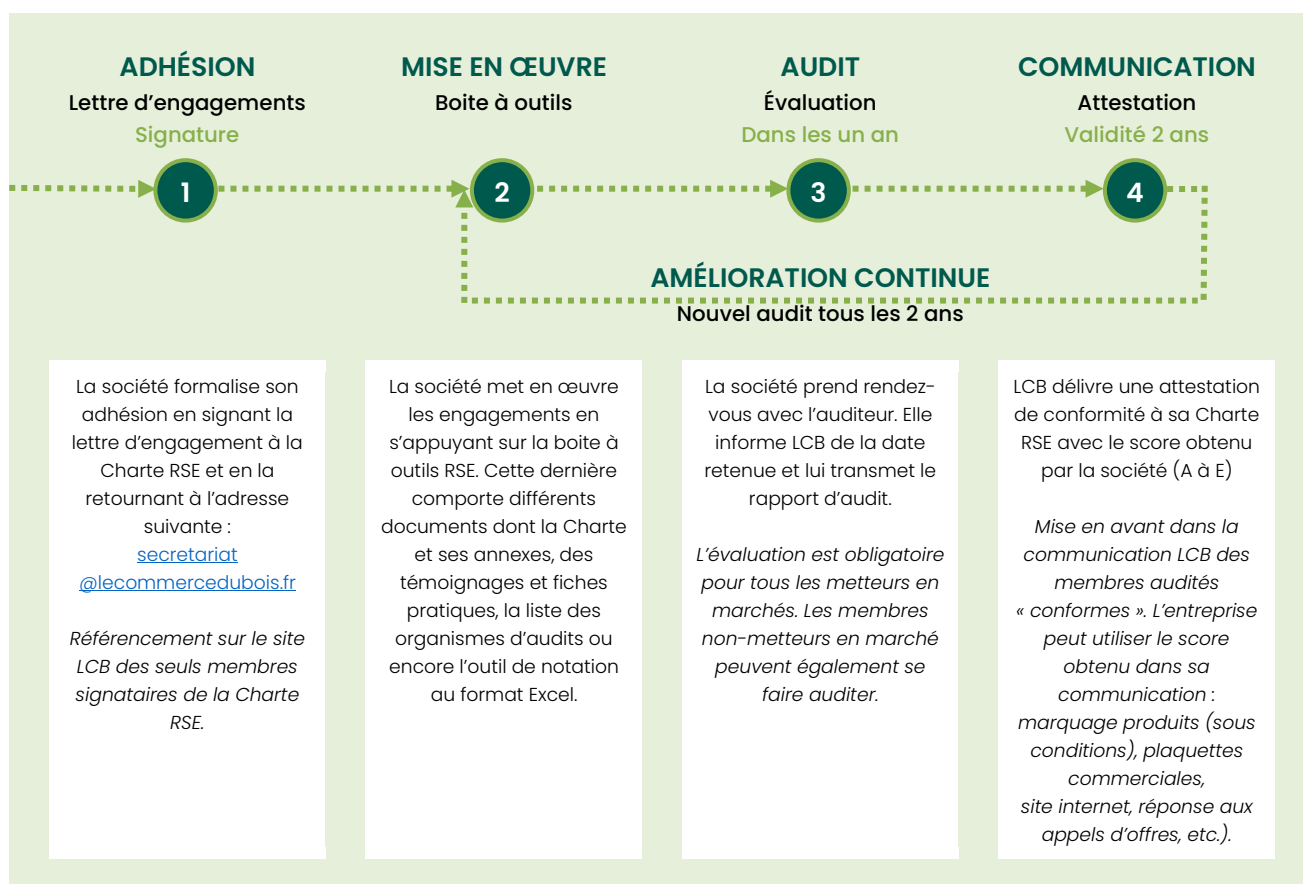 ADHÉSION
Lettre d'engagements
Signature
1
MISE EN ŒUVRE
Boite à outils
2
AUDIT
Évaluation
Dans les un an
3
COMMUNICATION
Attestation
Validité 2 ans
4
AMÉLIORATION CONTINUE
Nouvel audit tous les 2 ans
La société formalise son
adhésion en signant la
lettre d'engagement à la
Charte RSE et en la
retournant à l'adresse
suivante :
secretariat
@lecommercedubois.fr
Référencement sur le site
LCB des seuls membres
signataires de la Charte
RSE.
La société met en œuvre
les engagements en
s'appuyant sur la boite à
outils RSE. Cette dernière
comporte différents
documents dont la Charte
et ses annexes, des
témoignages et fiches
pratiques, la liste des
organismes d'audits ou
encore l'outil de notation
au format Excel.
La société prend rendez-
vous avec l'auditeur. Elle
informe LCB de la date
retenue et lui transmet le
rapport d'audit.
L'évaluation est obligatoire
pour tous les metteurs en
marchés. Les membres
non-metteurs en marché
peuvent également se
faire auditer.
LCB délivre une attestation
de conformité à sa Charte
RSE avec le score obtenu
par la société (A à E)
Mise en avant dans la
communication LCB des
membres audités
« conformes ». L'entreprise
peut utiliser le score
obtenu dans sa
communication :
marquage produits (sous
conditions), plaquettes
commerciales,
site internet, réponse aux
appels d'offres, etc.).